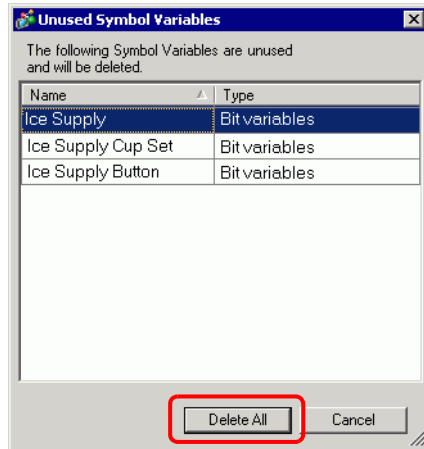 Unused Symbol Variables
The following Symbol Variables are unused
and will be deleted.
Name Type
Ice Supply Bit variables
Ice Supply Cup Set Bit variables
Ice Supply Button Bit variables
Delete All Cancel